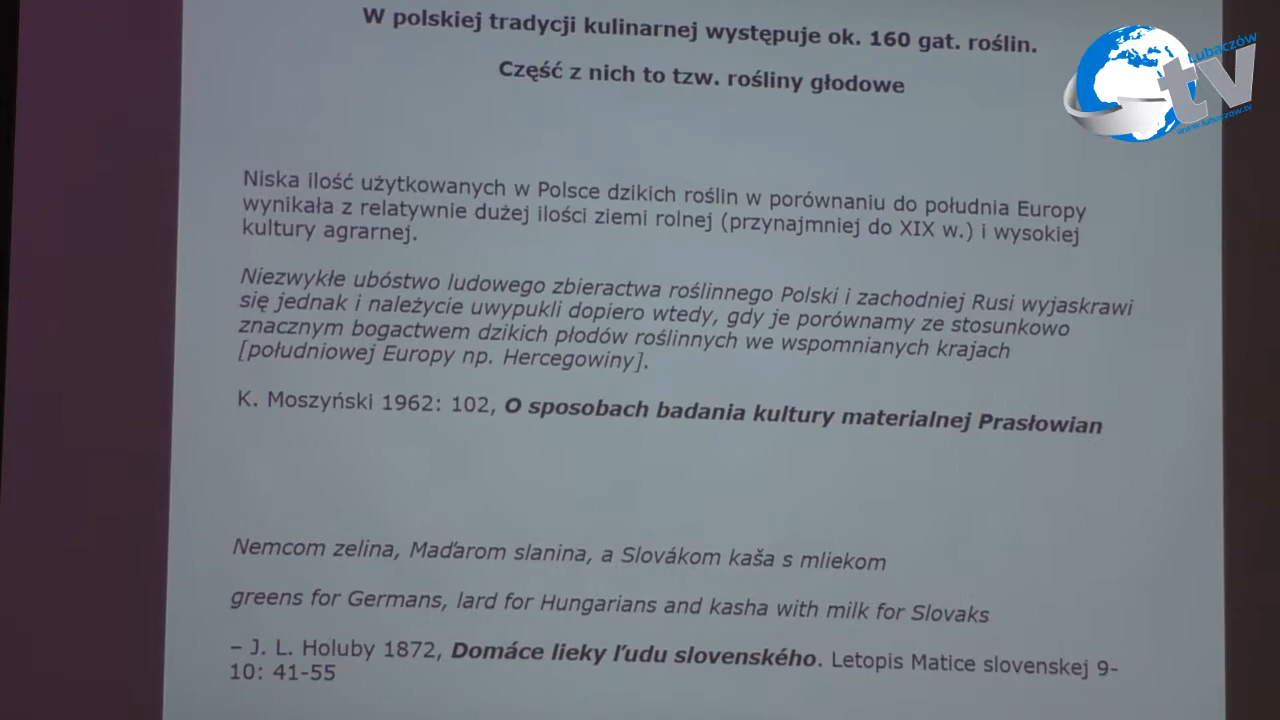 W polskiej tradycji kulinarnej występuje ok. 160 gat. roślin.
Część z nich to tzw. rośliny głodowe
Lubaczów
tv
www.lubaczow.tv
Niska ilość użytkowanych w Polsce dzikich roślin w porównaniu do południa Europy
wynikała z relatywnie dużej ilości ziemi rolnej (przynajmniej do XIX w.) i wysokiej
kultury agrarnej.
Niezwykłe ubóstwo ludowego zbieractwa roślinnego Polski i zachodniej Rusi wyjaskrawi
się jednak i należycie uwypukli dopiero wtedy, gdy je porównamy ze stosunkowo
znacznym bogactwem dzikich płodów roślinnych we wspomnianych krajach
[południowej Europy np. Hercegowiny].
K. Moszyński 1962: 102, O sposobach badania kultury materialnej Prasłowian
Nemcom zelina, Maďarom slanina, a Slovákom kaša s mliekom
greens for Germans, lard for Hungarians and kasha with milk for Slovaks
– J. L. Holuby 1872, Domáce lieky ľudu slovenského. Letopis Matice slovenskej 9-
10: 41-55